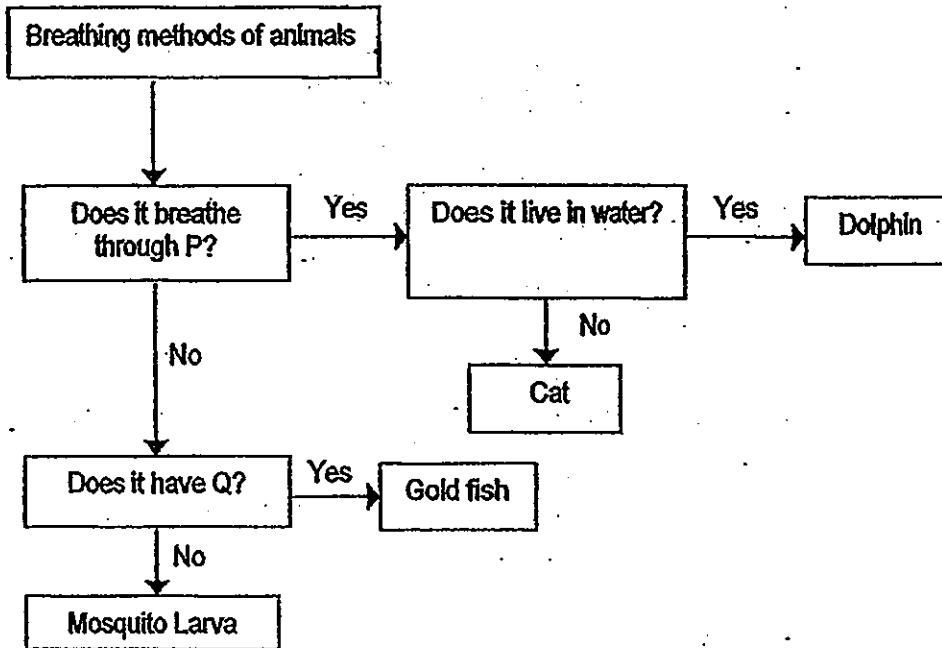 Breathing methods of animals
Does it breathe
through P?
Yes
Does it live in water?
Yes
Dolphin
No
No
Cat
Does it have Q?
Yes
Gold fish
No
Mosquito Larva